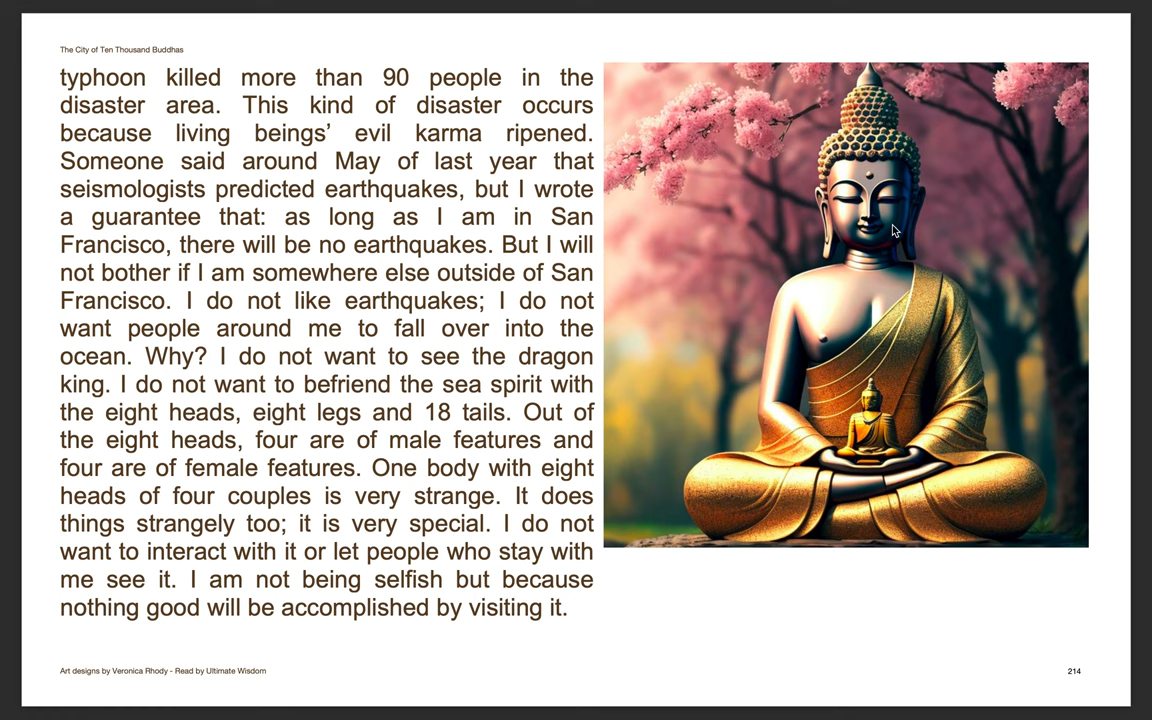 The City of Ten Thousand Buddhas
typhoon killed more than 90 people in the
disaster area. This kind of disaster occurs
because living beings’ evil karma ripened.
Someone said around May of last year that
seismologists predicted earthquakes, but I wrote
a guarantee that: as long as I am in San
Francisco, there will be no earthquakes. But I will
not bother if I am somewhere else outside of San
Francisco. I do not like earthquakes; I do not
want people around me to fall over into the
ocean. Why? I do not want to see the dragon
king. I do not want to befriend the sea spirit with
the eight heads, eight legs and 18 tails. Out of
the eight heads, four are of male features and
four are of female features. One body with eight
heads of four couples is very strange. It does
things strangely too; it is very special. I do not
want to interact with it or let people who stay with
me see it. I am not being selfish but because
nothing good will be accomplished by visiting it.
Art designs by Veronica Rhody - Read by Ultimate Wisdom
214